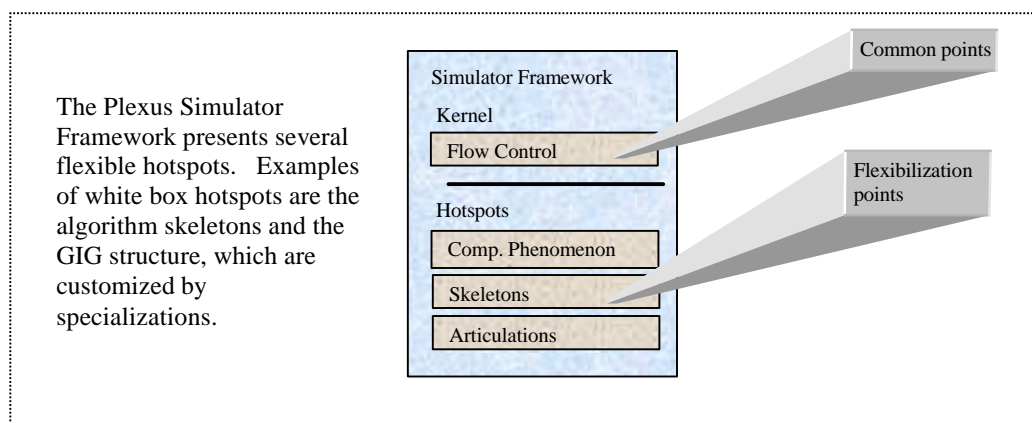 The Plexus Simulator
Framework presents several
flexible hotspots. Examples
of white box hotspots are the
algorithm skeletons and the
GIG structure, which are
customized by
specializations.
Simulator Framework
Kernel
Flow Control
Hotspots
Comp. Phenomenon
Skeletons
Articulations
Common points
Flexibilization
points